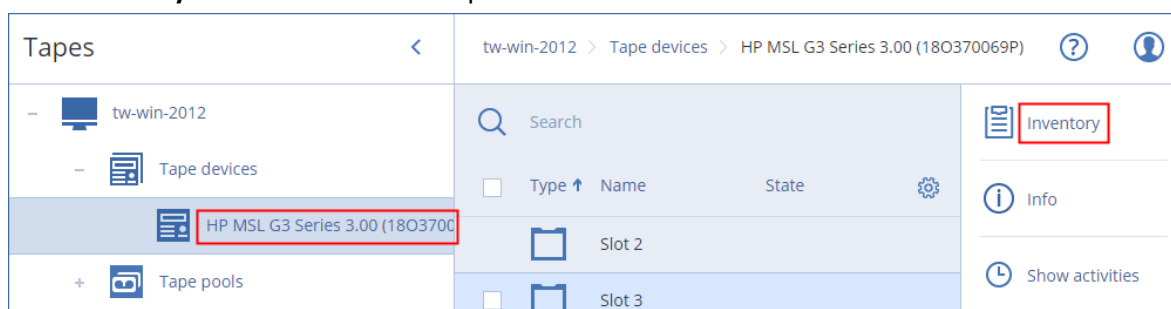 Tapes
tw-win-2012 > Tape devices > HP MSL G3 Series 3.00 (18O370069P)
tw-win-2012
Tape devices
HP MSL G3 Series 3.00 (18O3700
Tape pools
Search
Type Name State
Slot 2
Slot 3
Inventory
Info
Show activities